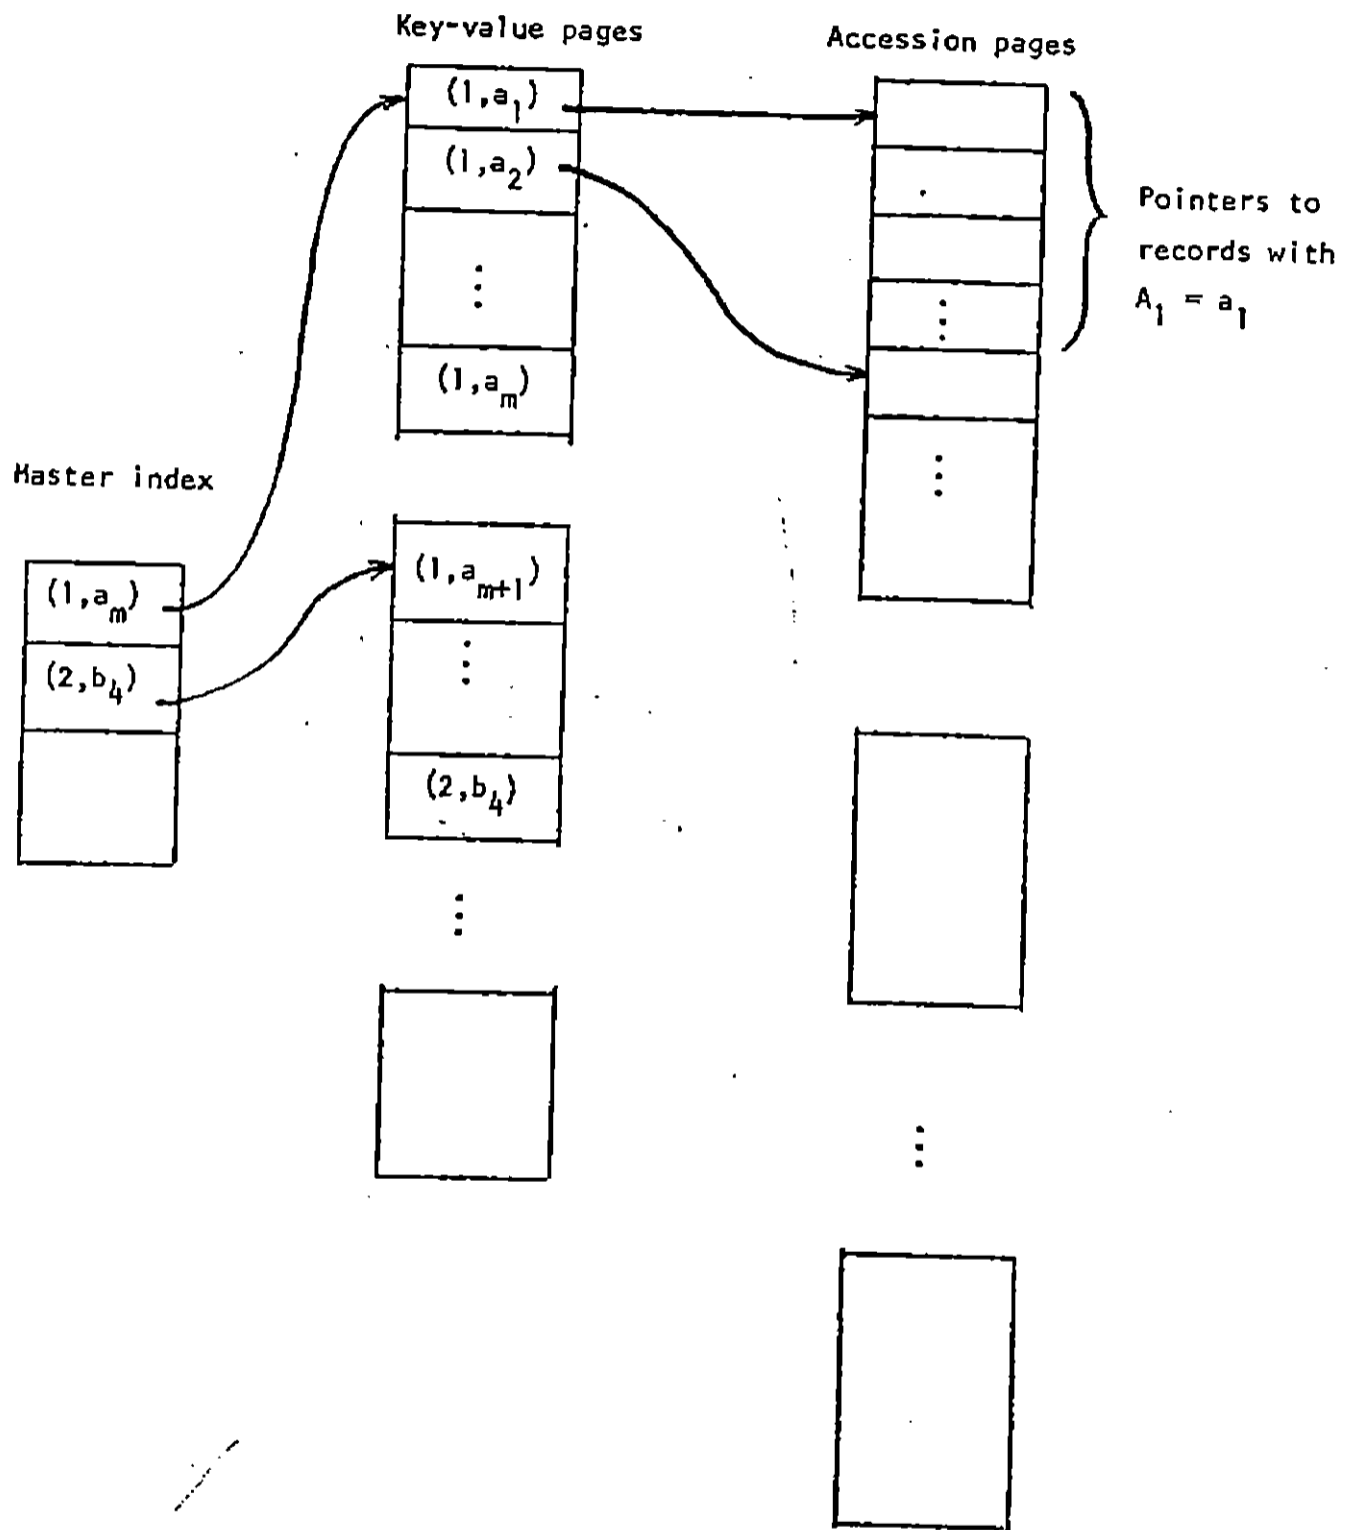 Key-value pages
Accession pages
(1,a₁)
(1,a₂)
⋮
(1,aₘ)
⋮
⋮
Pointers to
records with
A₁ = a₁
Master index
(1,aₘ)
(2,b₄)
(1,aₘ₊₁)
⋮
(2,b₄)
⋮
⋮